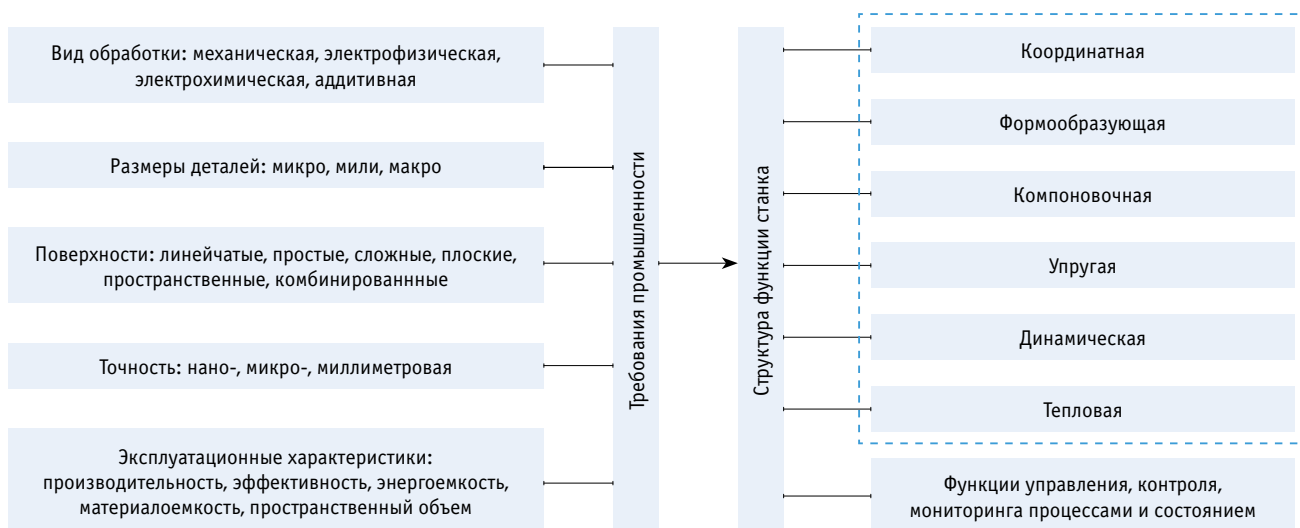 Вид обработки: механическая, электрофизическая,
электрохимическая, аддитивная
Размеры деталей: микро, мили, макро
Поверхности: линейчатые, простые, сложные, плоские,
пространственные, комбинированнные
Точность: нано-, микро-, миллиметровая
Эксплуатационные характеристики:
производительность, эффективность, энергоемкость,
материалоемкость, пространственный объем
Требования промышленности
Структура функции станка
Координатная
Формообразующая
Компоновочная
Упругая
Динамическая
Тепловая
Функции управления, контроля,
мониторинга процессами и состоянием